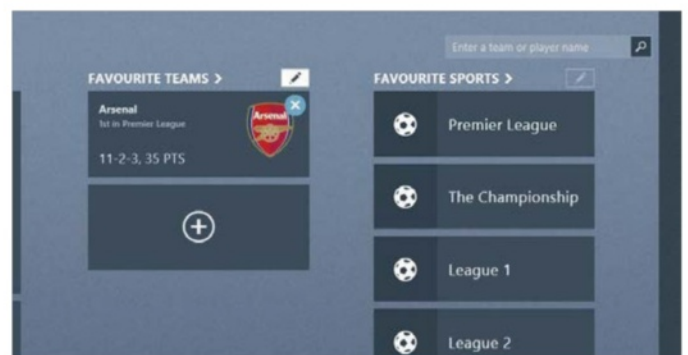 Enter a team or player name
FAVOURITE TEAMS >
FAVOURITE SPORTS >
Arsenal
1st in Premier League
11-2-3, 35 PTS
Arsenal
Premier League
The Championship
League 1
League 2